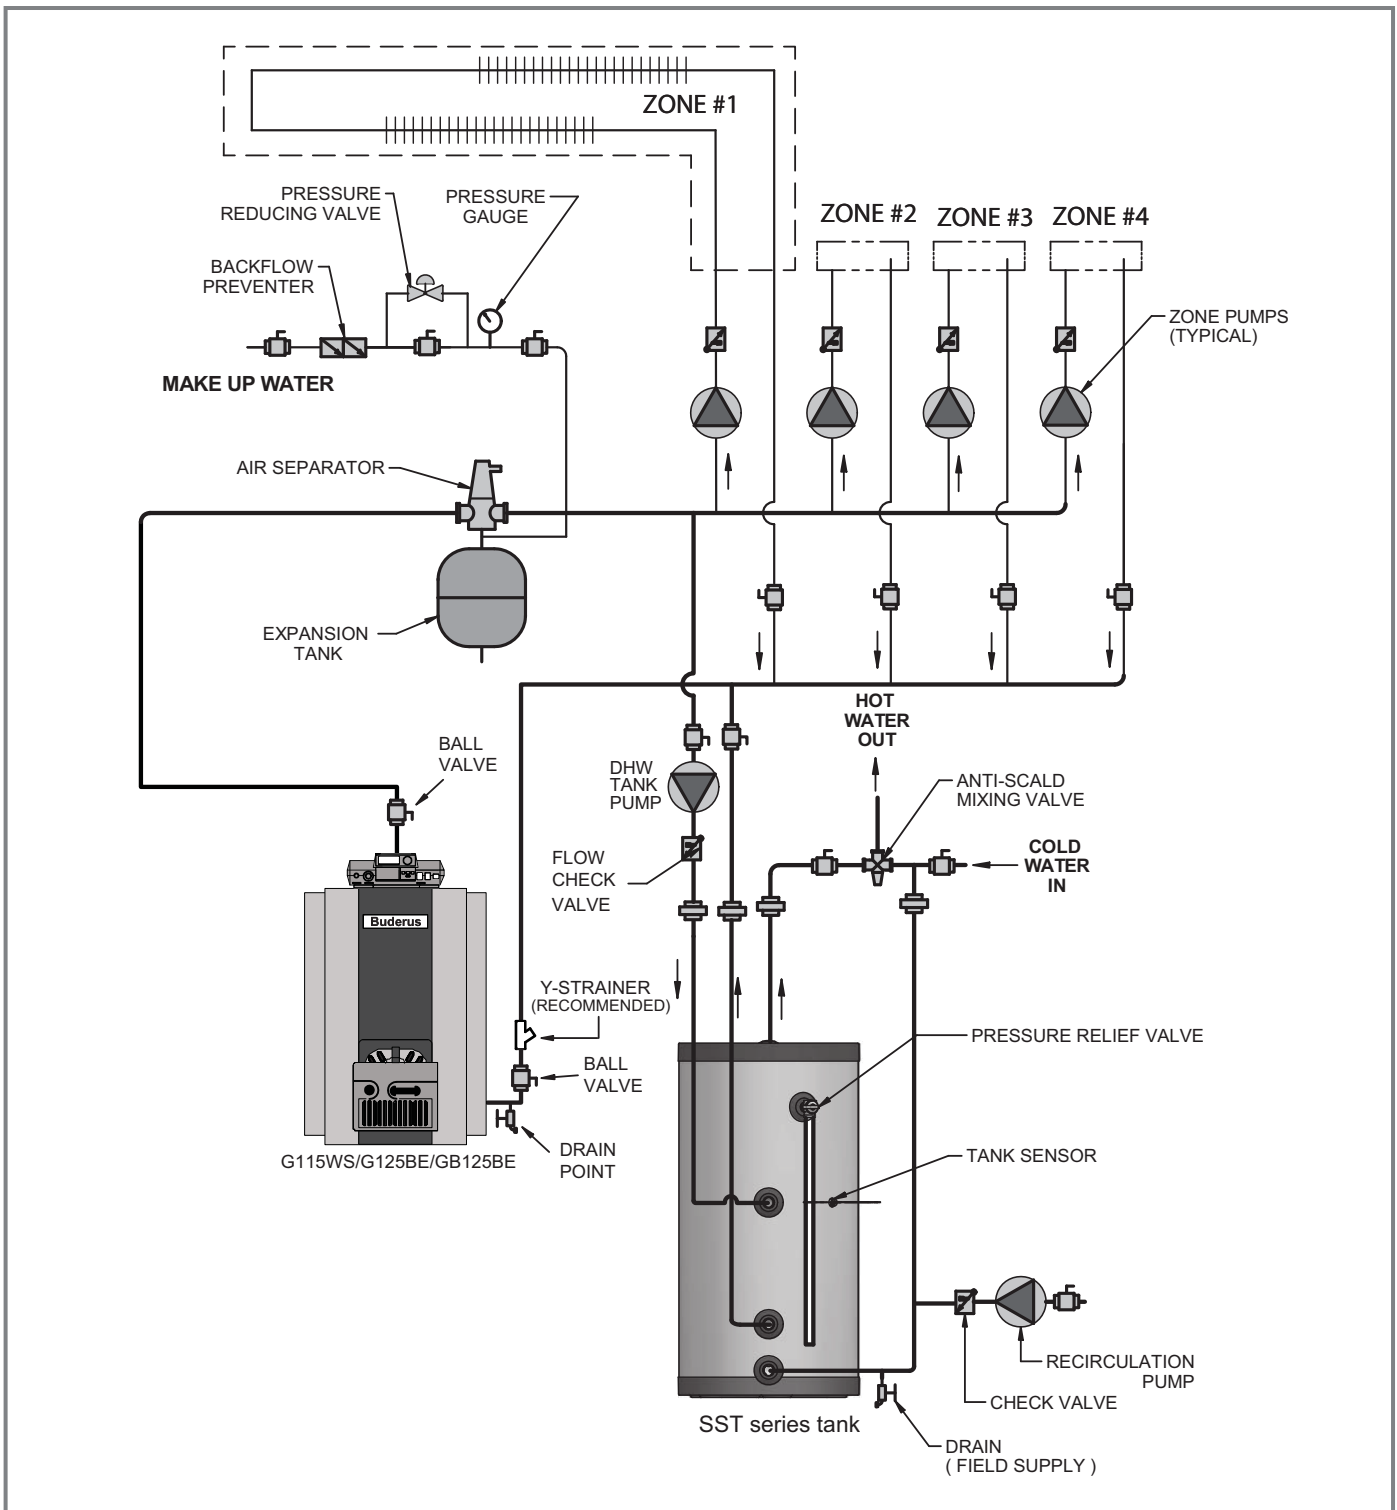 ZONE #1
PRESSURE
REDUCING VALVE
PRESSURE
GAUGE
ZONE #2
ZONE #3
ZONE #4
BACKFLOW
PREVENTER
ZONE PUMPS
(TYPICAL)
MAKE UP WATER
AIR SEPARATOR
EXPANSION
TANK
HOT
WATER
OUT
BALL
VALVE
DHW
TANK
PUMP
ANTI-SCALD
MIXING VALVE
FLOW
CHECK
VALVE
COLD
WATER
IN
Buderus
Y-STRAINER
(RECOMMENDED)
PRESSURE RELIEF VALVE
BALL
VALVE
DRAIN
POINT
G115WS/G125BE/GB125BE
TANK SENSOR
RECIRCULATION
PUMP
CHECK VALVE
SST series tank
DRAIN
( FIELD SUPPLY )